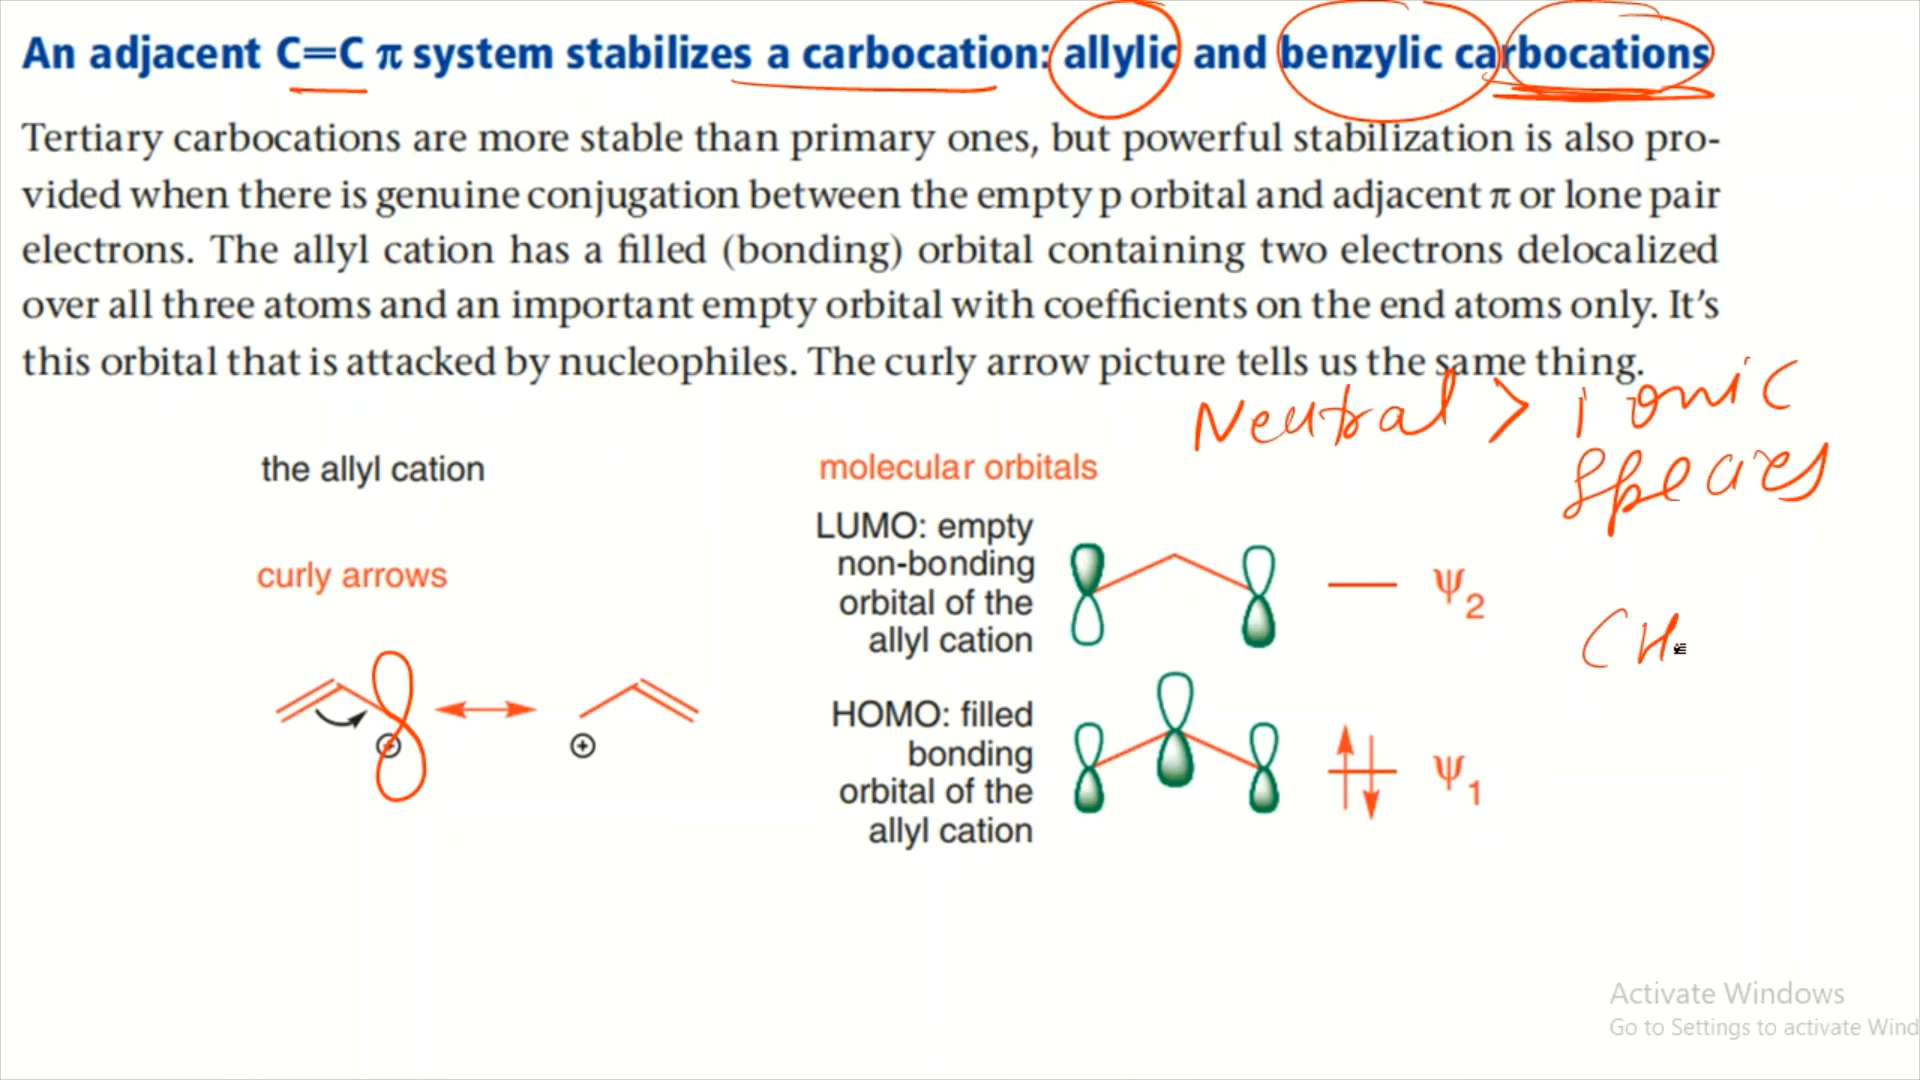 An adjacent C=C π system stabilizes a carbocation: allylic and benzylic carbocations
Tertiary carbocations are more stable than primary ones, but powerful stabilization is also pro-
vided when there is genuine conjugation between the empty p orbital and adjacent π or lone pair
electrons. The allyl cation has a filled (bonding) orbital containing two electrons delocalized
over all three atoms and an important empty orbital with coefficients on the end atoms only. It's
this orbital that is attacked by nucleophiles. The curly arrow picture tells us the same thing.
Neutral > ionic
species
the allyl cation
curly arrows
⊕
⊕
molecular orbitals
LUMO: empty
non-bonding
orbital of the
allyl cation
ψ2
HOMO: filled
bonding
orbital of the
allyl cation
ψ1
CH
Activate Windows
Go to Settings to activate Wind